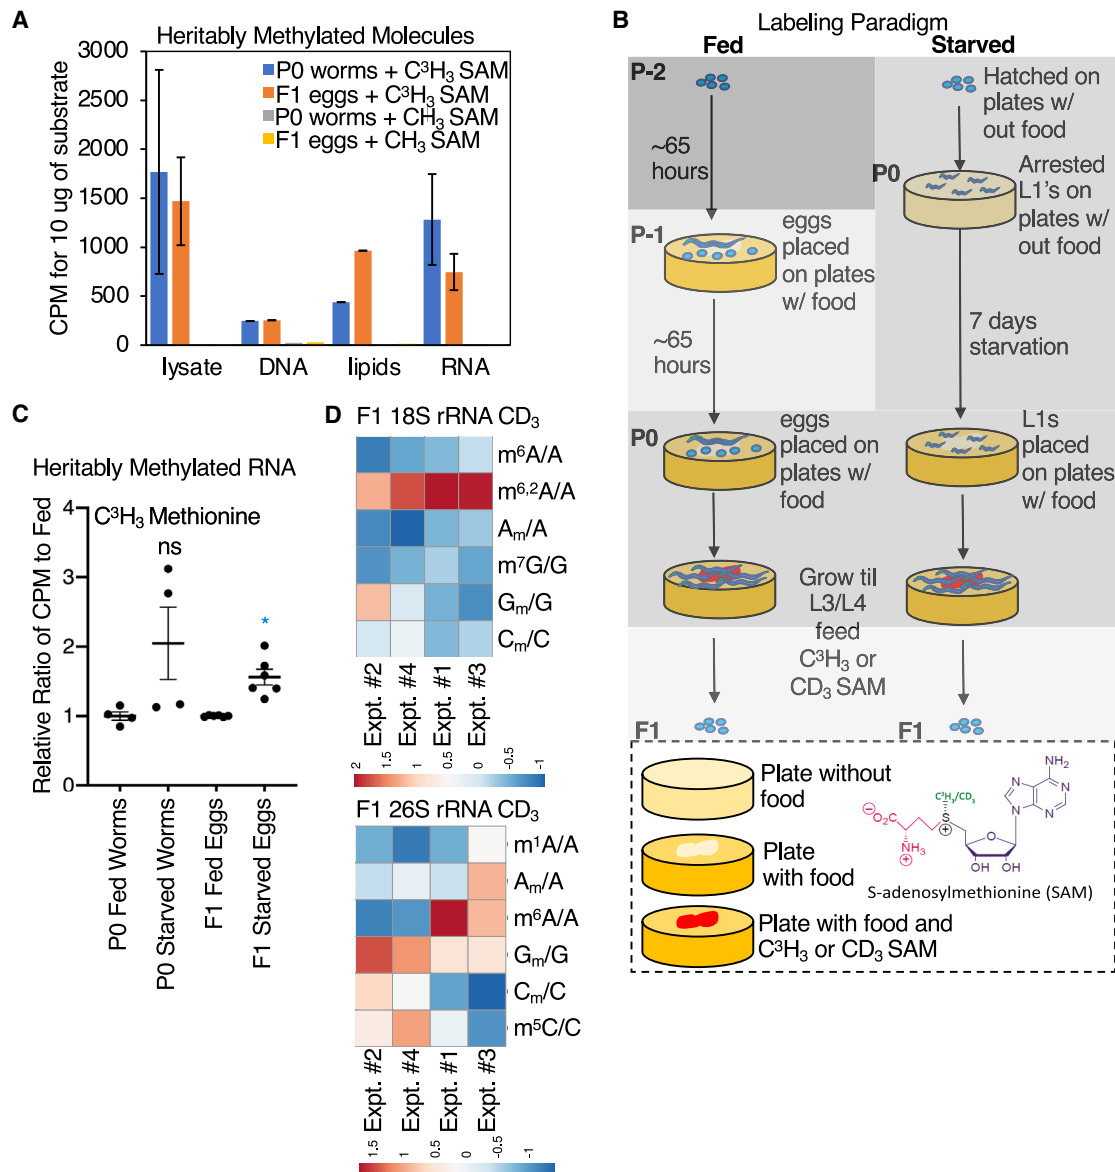 A
Heritably Methylated Molecules
CPM for 10 ug of substrate
3000
2500
2000
1500
1000
500
0
P0 worms + C³H₃ SAM
F1 eggs + C³H₃ SAM
P0 worms + CH₃ SAM
F1 eggs + CH₃ SAM
lysate
DNA
lipids
RNA
B
Labeling Paradigm
Fed
Starved
P-2
~65
hours
P-1
eggs
placed
on plates
w/ food
~65
hours
P0
eggs
placed on
plates w/
food
Hatched on
plates w/
out food
P0
Arrested
L1's on
plates w/
out food
7 days
starvation
L1s
placed
on plates
w/ food
Grow til
L3/L4
feed
C³H₃ or
CD₃ SAM
F1
F1
Plate without
food
Plate
with food
Plate with food and
C³H₃ or CD₃ SAM
NH₂
N
N
N
N
C³H₃/CD₃
S
⊕
⊖
O₂C
NH₃
⊕
O
OH
OH
S-adenosylmethionine (SAM)
C
Heritably Methylated RNA
C³H₃ Methionine
Relative Ratio of CPM to Fed
4
3
2
1
0
ns
*
P0 Fed Worms
P0 Starved Worms
F1 Fed Eggs
F1 Starved Eggs
D
F1 18S rRNA CD₃
m⁶A/A
m⁶,²A/A
Aₘ/A
m⁷G/G
Gₘ/G
Cₘ/C
Expt. #2
Expt. #4
Expt. #1
Expt. #3
2
1.5
1
0.5
0
-0.5
-1
F1 26S rRNA CD₃
m¹A/A
Aₘ/A
m⁶A/A
Gₘ/G
Cₘ/C
m⁵C/C
Expt. #2
Expt. #4
Expt. #1
Expt. #3
1.5
1
0.5
0
-0.5
-1